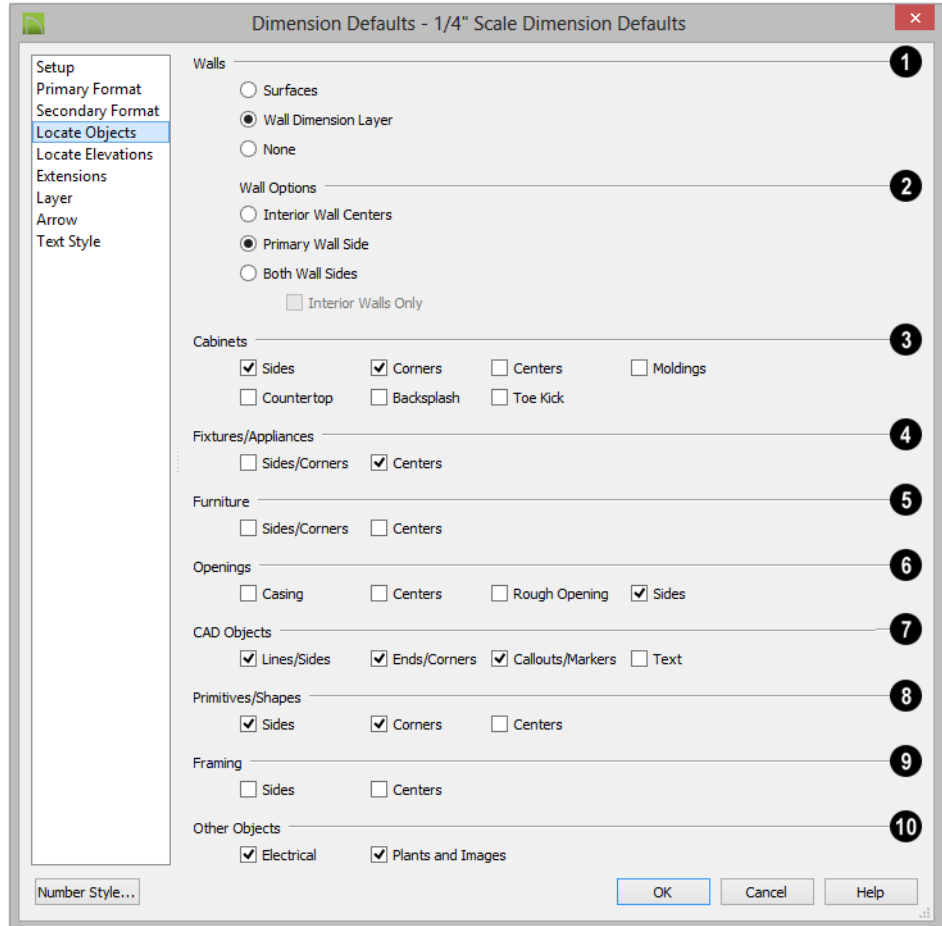 Dimension Defaults - 1/4" Scale Dimension Defaults
Setup
Primary Format
Secondary Format
Locate Objects
Locate Elevations
Extensions
Layer
Arrow
Text Style
Walls 1
Surfaces
Wall Dimension Layer
None
Wall Options 2
Interior Wall Centers
Primary Wall Side
Both Wall Sides
Interior Walls Only
Cabinets 3
Sides Corners Centers Moldings
Countertop Backsplash Toe Kick
Fixtures/Appliances 4
Sides/Corners Centers
Furniture 5
Sides/Corners Centers
Openings 6
Casing Centers Rough Opening Sides
CAD Objects 7
Lines/Sides Ends/Corners Callouts/Markers Text
Primitives/Shapes 8
Sides Corners Centers
Framing 9
Sides Centers
Other Objects 10
Electrical Plants and Images
Number Style... OK Cancel Help